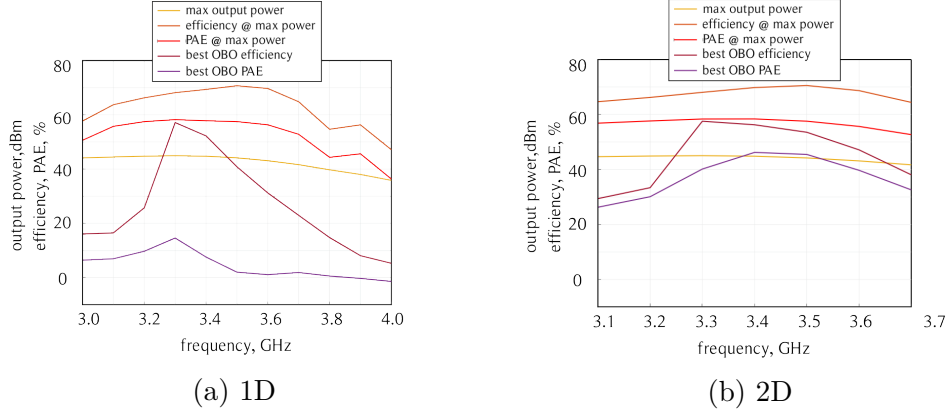 max output power
efficiency @ max power
PAE @ max power
best OBO efficiency
best OBO PAE
output power,dBm
efficiency, PAE, %
80
60
40
20
0
3.0 3.2 3.4 3.6 3.8 4.0
frequency, GHz
(a) 1D
max output power
efficiency @ max power
PAE @ max power
best OBO efficiency
best OBO PAE
output power,dBm
efficiency, PAE, %
80
60
40
20
0
3.1 3.2 3.3 3.4 3.5 3.6 3.7
frequency, GHz
(b) 2D